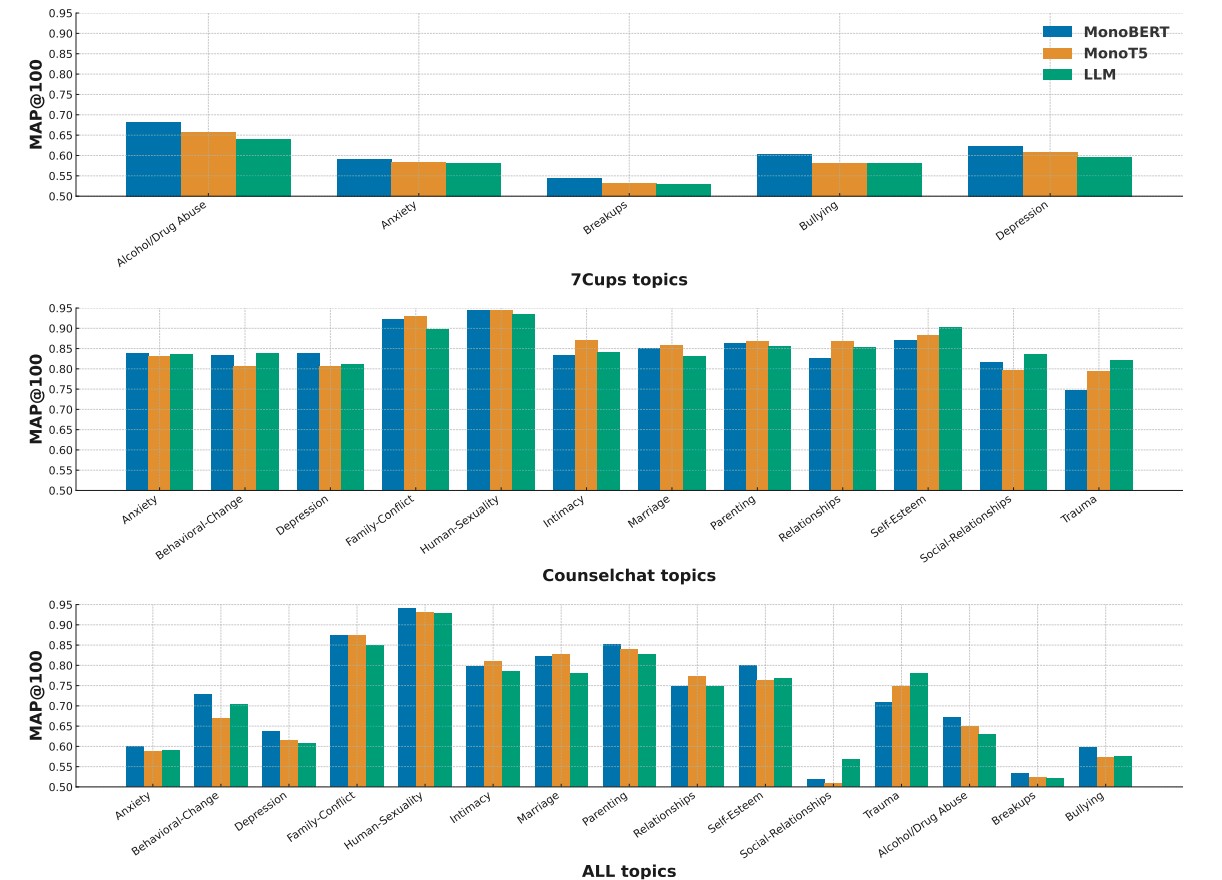 0.95
0.90
0.85
0.80
0.75
0.70
0.65
0.60
0.55
0.50
MAP@100
MonoBERT
MonoT5
LLM
Alcohol/Drug Abuse
Anxiety
Breakups
Bullying
Depression
7Cups topics
0.95
0.90
0.85
0.80
0.75
0.70
0.65
0.60
0.55
0.50
MAP@100
Anxiety
Behavioral-Change
Depression
Family-Conflict
Human-Sexuality
Intimacy
Marriage
Parenting
Relationships
Self-Esteem
Social-Relationships
Trauma
Counselchat topics
0.95
0.90
0.85
0.80
0.75
0.70
0.65
0.60
0.55
0.50
MAP@100
Anxiety
Behavioral-Change
Depression
Family-Conflict
Human-Sexuality
Intimacy
Marriage
Parenting
Relationships
Self-Esteem
Social-Relationships
Trauma
Alcohol/Drug Abuse
Breakups
Bullying
ALL topics